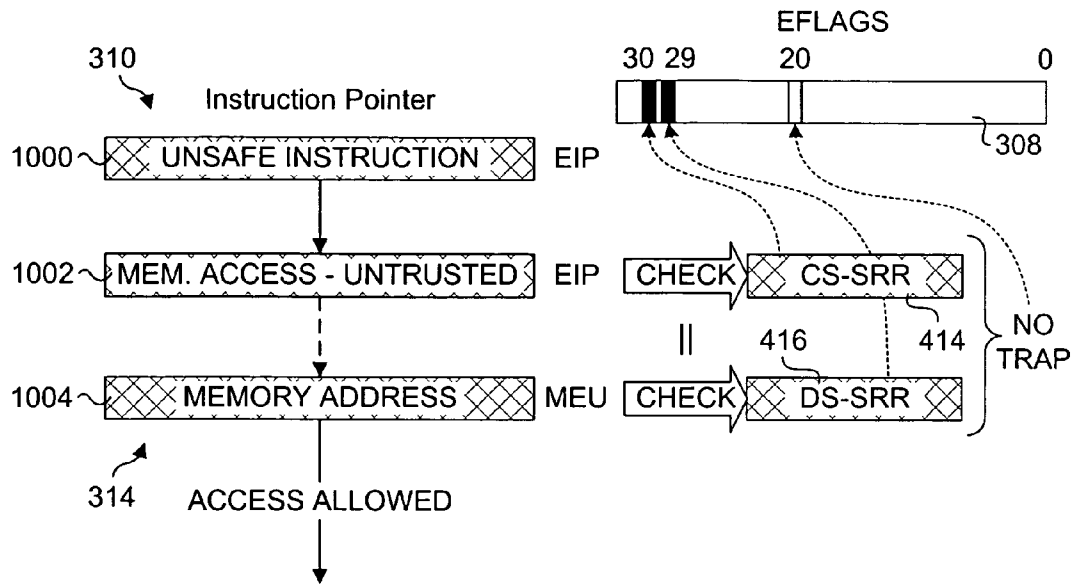 EFLAGS
30 29 20 0
310
Instruction Pointer
308
1000 UNSAFE INSTRUCTION EIP
1002 MEM. ACCESS - UNTRUSTED EIP CHECK CS-SRR
414
416
||
NO
TRAP
1004 MEMORY ADDRESS MEU CHECK DS-SRR
314
ACCESS ALLOWED